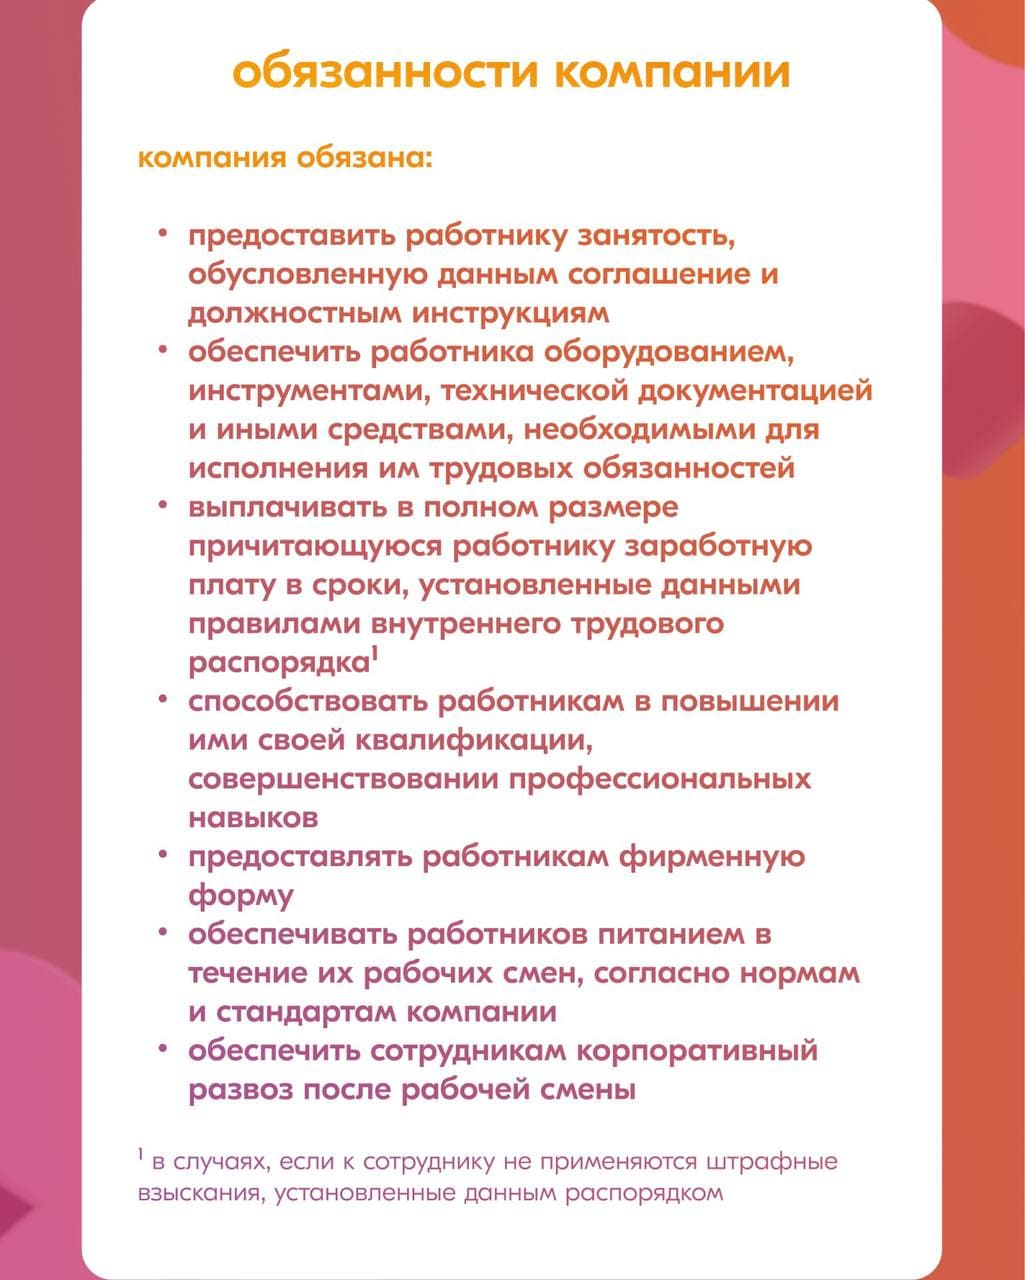 обязанности компании
компания обязана:
• предоставить работнику занятость,
обусловленную данным соглашение и
должностным инструкциям
• обеспечить работника оборудованием,
инструментами, технической документацией
и иными средствами, необходимыми для
исполнения им трудовых обязанностей
• выплачивать в полном размере
причитающуюся работнику заработную
плату в сроки, установленные данными
правилами внутреннего трудового
распорядка¹
• способствовать работникам в повышении
ими своей квалификации,
совершенствовании профессиональных
навыков
• предоставлять работникам фирменную
форму
• обеспечивать работников питанием в
течение их рабочих смен, согласно нормам
и стандартам компании
• обеспечить сотрудникам корпоративный
развоз после рабочей смены
¹ в случаях, если к сотруднику не применяются штрафные
взыскания, установленные данным распорядком